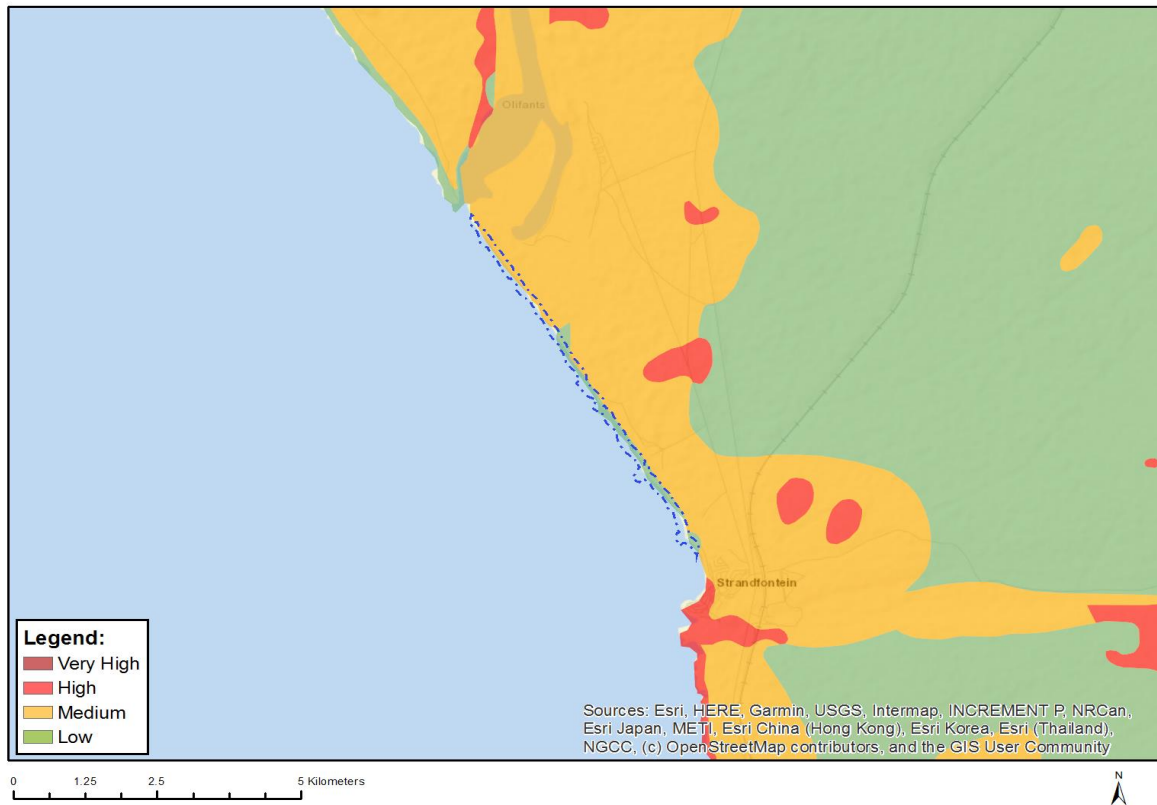 Olifants
Strandfontein
Legend:
Very High
High
Medium
Low
Sources: Esri, HERE, Garmin, USGS, Intermap, INCREMENT P, NRCan,
Esri Japan, METI, Esri China (Hong Kong), Esri Korea, Esri (Thailand),
NGCC, (c) OpenStreetMap contributors, and the GIS User Community
0 1.25 2.5 5 Kilometers
N